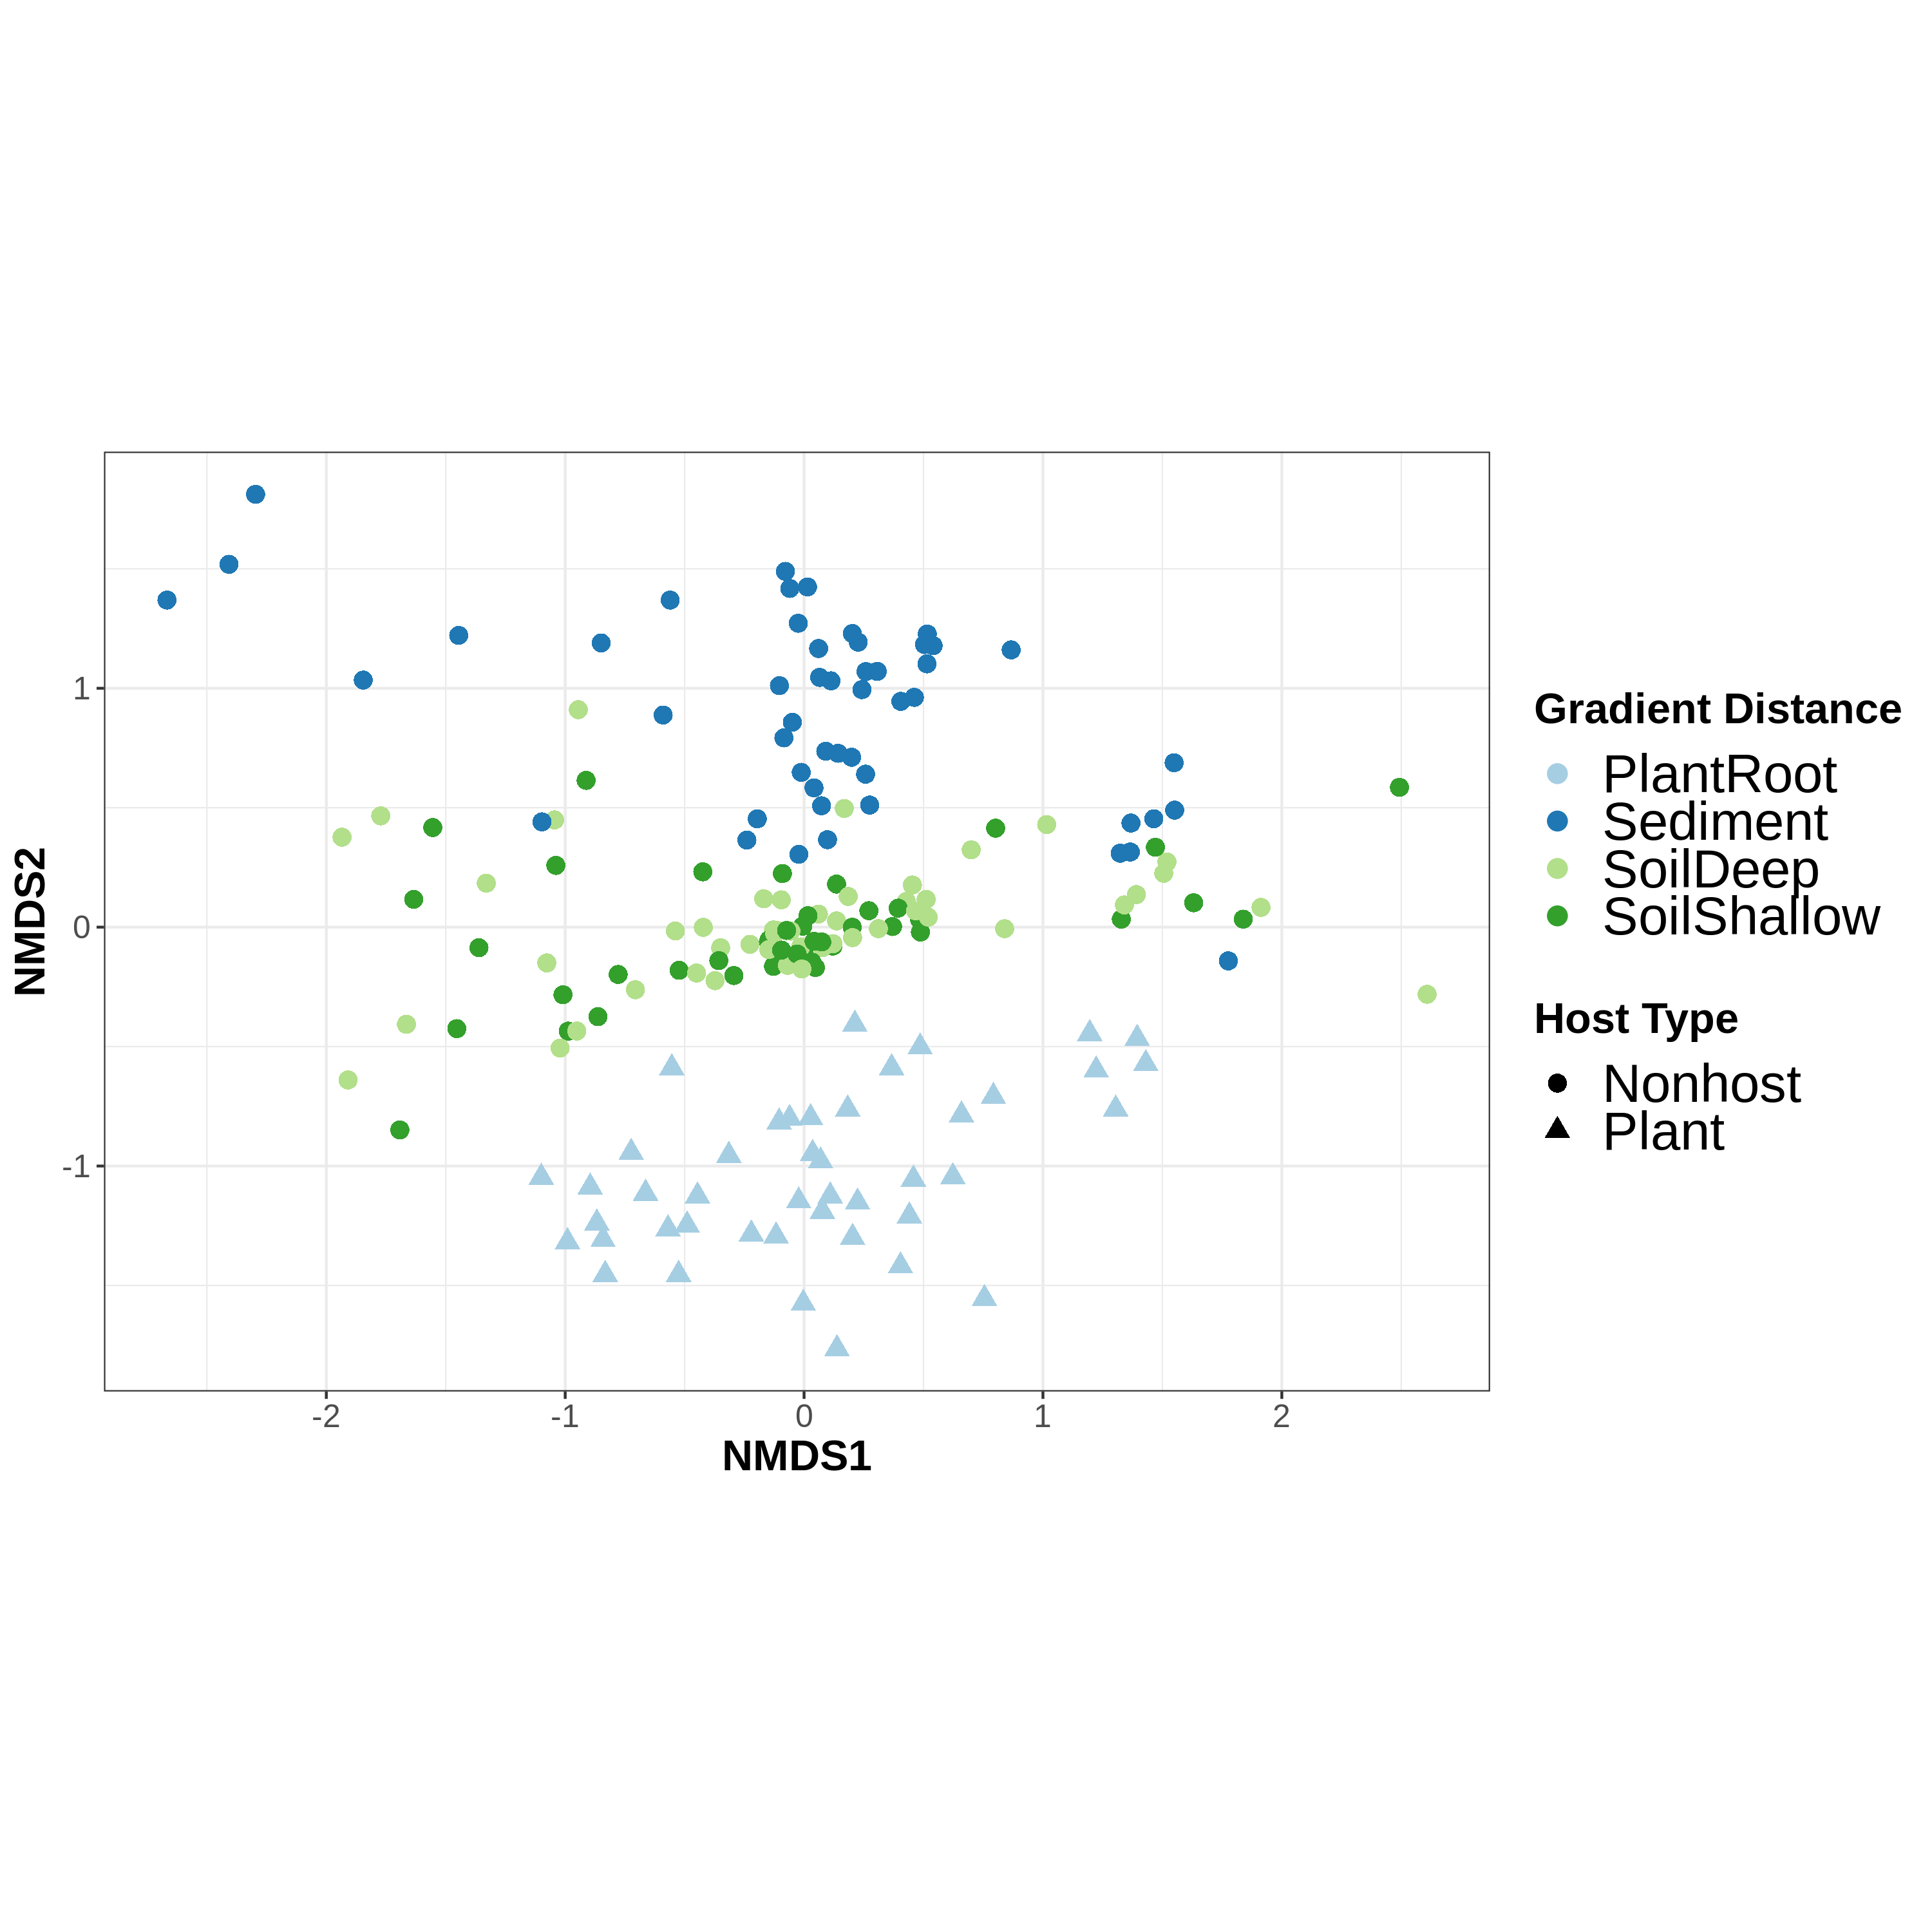 1
0
-1
NMDS2
-2
-1
0
1
2
NMDS1
Gradient Distance
PlantRoot
Sediment
SoilDeep
SoilShallow
Host Type
Nonhost
Plant